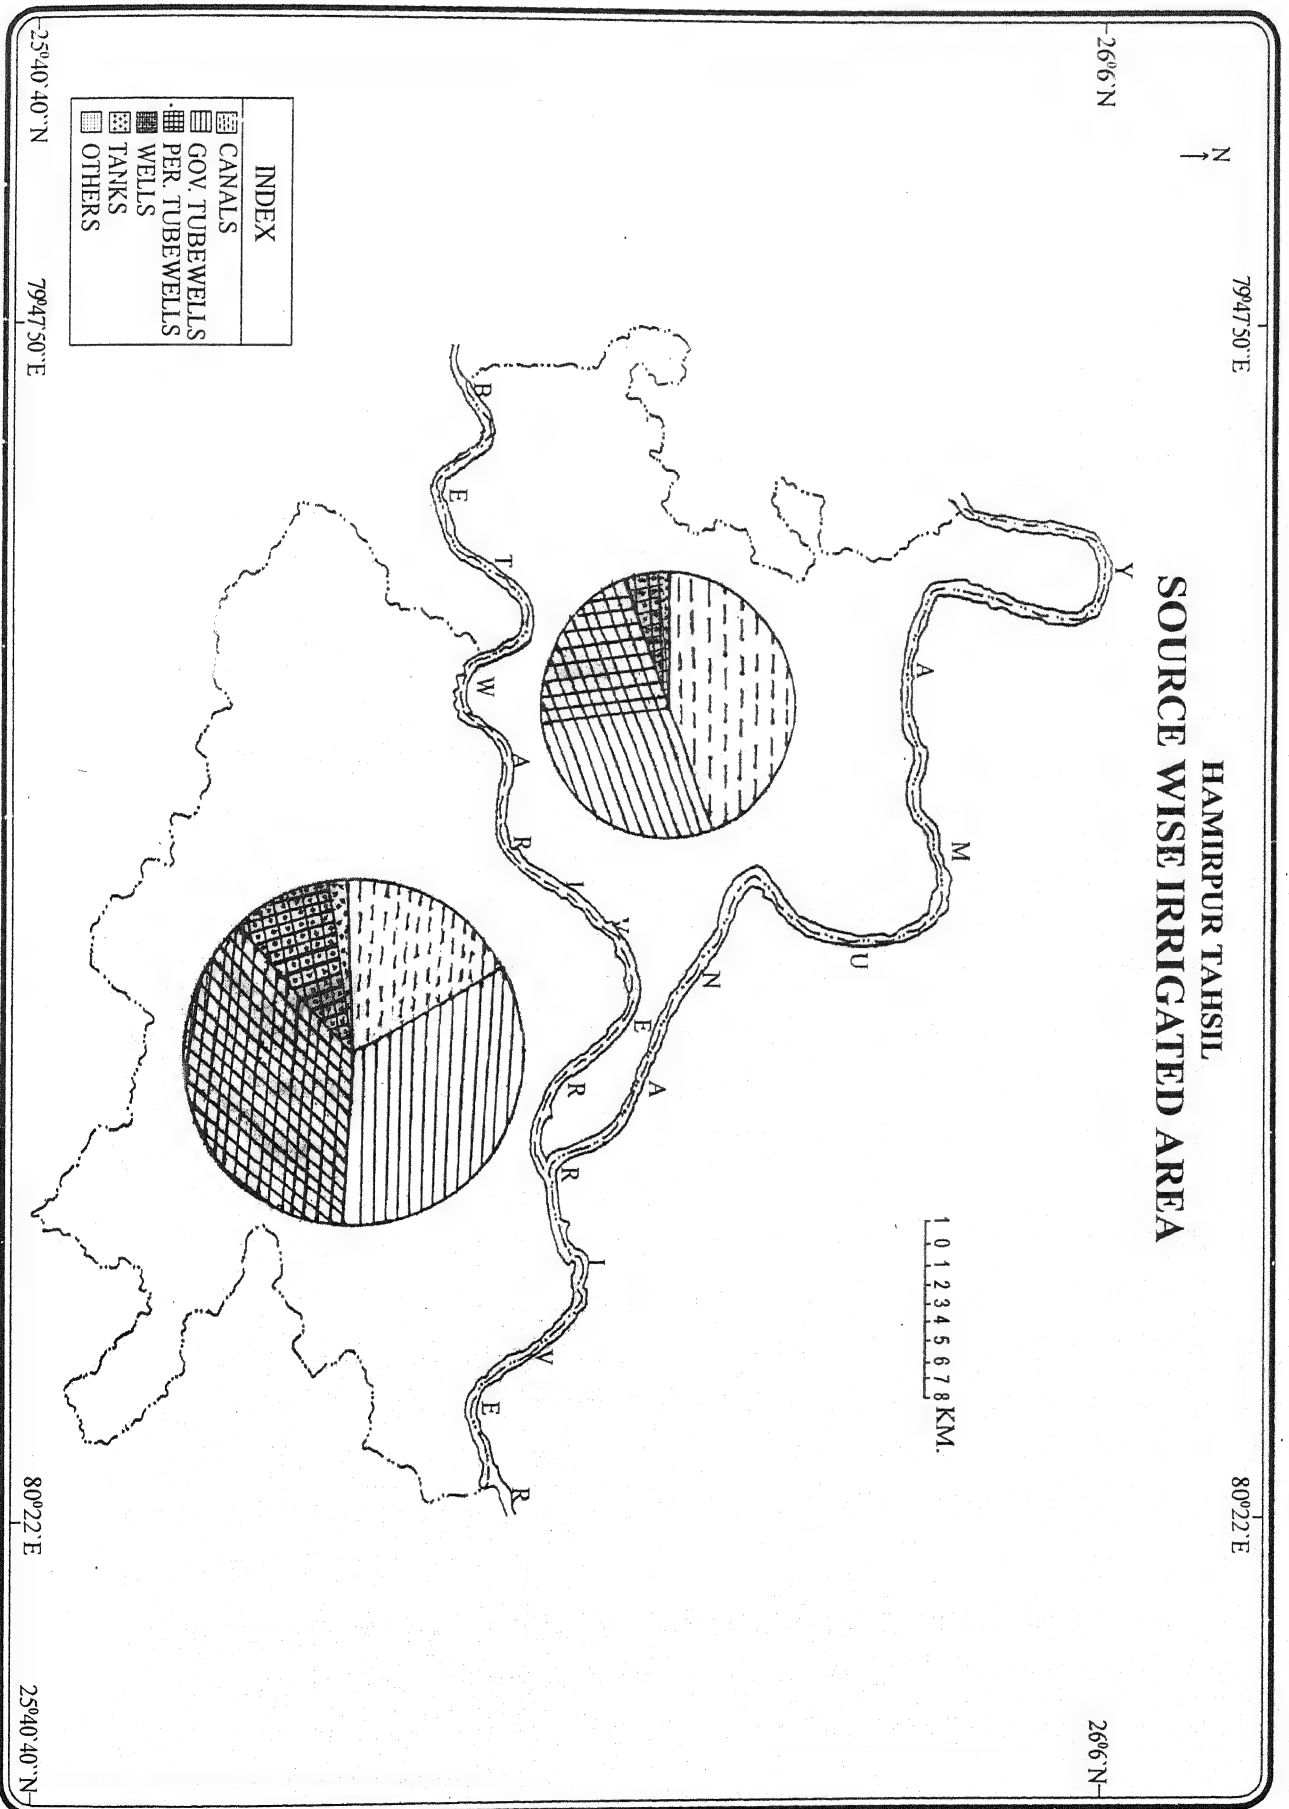 HAMIRPUR TAHSIL
SOURCE WISE IRRIGATED AREA
79°47'50"E
80°22'E
26°6'N
26°6'N
N
1 0 1 2 3 4 5 6 7 8 KM.
Y A M U N A R I V E R
B E T W A R I V E R
INDEX
CANALS
GOV. TUBEWELLS
PER. TUBEWELLS
WELLS
TANKS
OTHERS
25°40'40"N
25°40'40"N
79°47'50"E
80°22'E